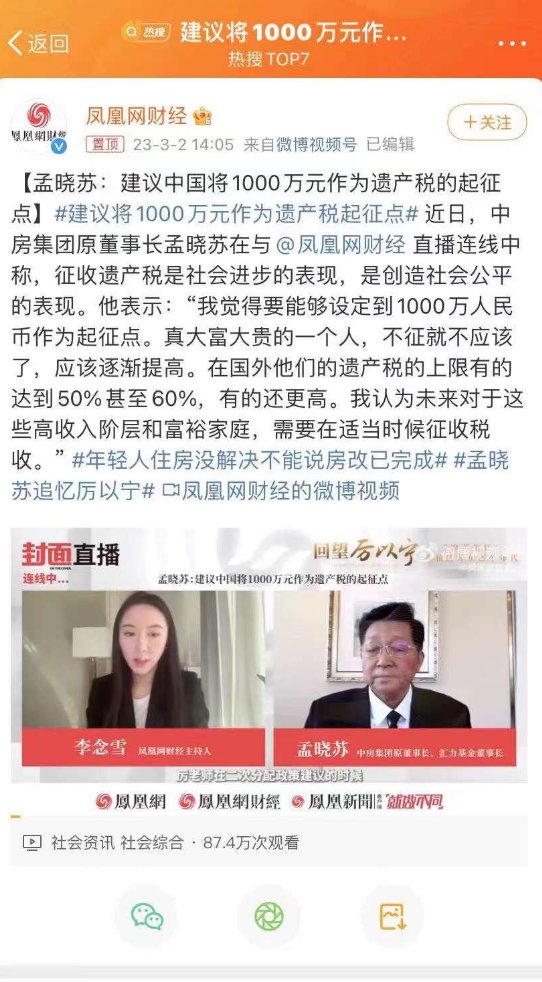 返回
热搜
建议将1000万元作...
热搜TOP7
鳳凰網財經
凤凰网财经
+关注
置顶 23-3-2 14:05 来自微博视频号 已编辑
【孟晓苏：建议中国将1000万元作为遗产税的起征
点】#建议将1000万元作为遗产税起征点# 近日，中
房集团原董事长孟晓苏在与@凤凰网财经 直播连线中
称，征收遗产税是社会进步的表现，是创造社会公平
的表现。他表示：“我觉得要能够设定到1000万人民
币作为起征点。真大富大贵的一个人，不征就不应该
了，应该逐渐提高。在国外他们的遗产税的上限有的
达到50%甚至60%，有的还更高。我认为未来对于这
些高收入阶层和富裕家庭，需要在适当时候征收税
收。” #年轻人住房没解决不能说房改已完成# #孟晓
苏追忆厉以宁# 凤凰网财经的微博视频
封面直播
连线中...
回望厉以宁
孟晓苏:建议中国将1000万元作为遗产税的起征点
李念雪 凤凰网财经主持人
孟晓苏 中房集团原董事长、汇力基金董事长
厉老师在二次分配政策建议的时候
鳳凰網 鳳凰網財經 鳳凰新聞 就做不同
社会资讯 社会综合 · 87.4万次观看